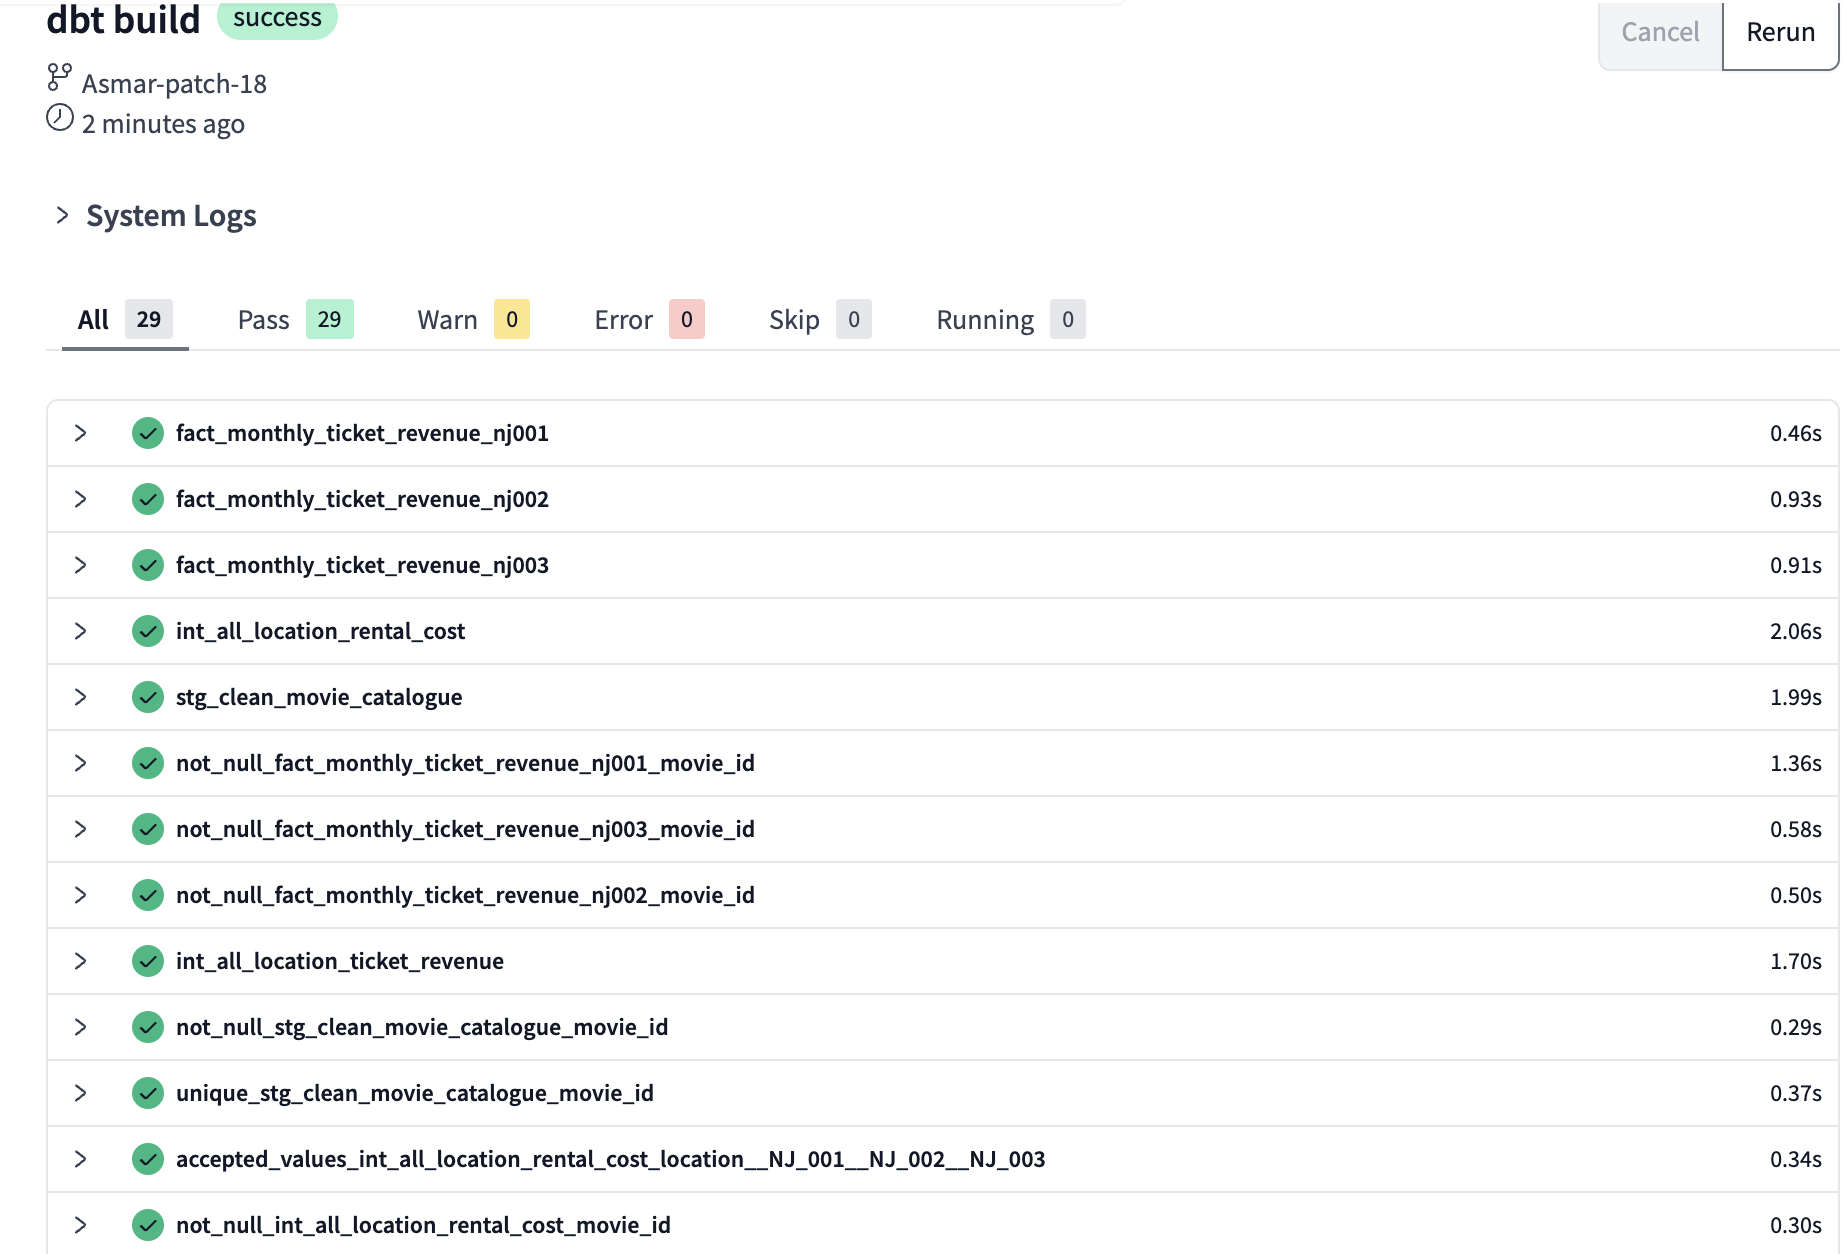 dbt build success
Cancel Rerun
Asmar-patch-18
2 minutes ago
System Logs
All 29 Pass 29 Warn 0 Error 0 Skip 0 Running 0
fact_monthly_ticket_revenue_nj001 0.46s
fact_monthly_ticket_revenue_nj002 0.93s
fact_monthly_ticket_revenue_nj003 0.91s
int_all_location_rental_cost 2.06s
stg_clean_movie_catalogue 1.99s
not_null_fact_monthly_ticket_revenue_nj001_movie_id 1.36s
not_null_fact_monthly_ticket_revenue_nj003_movie_id 0.58s
not_null_fact_monthly_ticket_revenue_nj002_movie_id 0.50s
int_all_location_ticket_revenue 1.70s
not_null_stg_clean_movie_catalogue_movie_id 0.29s
unique_stg_clean_movie_catalogue_movie_id 0.37s
accepted_values_int_all_location_rental_cost_location__NJ_001__NJ_002__NJ_003 0.34s
not_null_int_all_location_rental_cost_movie_id 0.30s